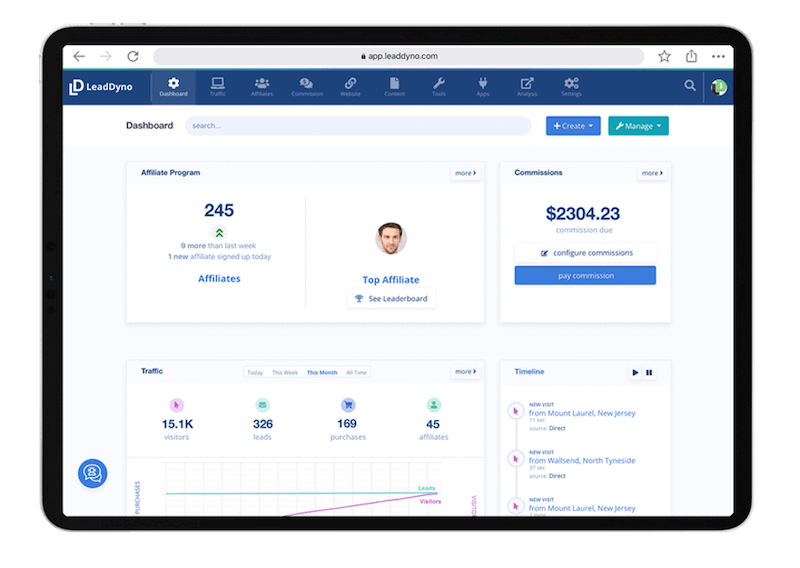 app.leaddyno.com
LeadDyno
Dashboard Traffic Affiliates Commission Website Content Tools Apps Analysis Settings
Dashboard search... + Create Manage
Affiliate Program more
245
9 more than last week
1 new affiliate signed up today
Affiliates
Top Affiliate
See Leaderboard
Commissions more
$2304.23
commission due
configure commissions
pay commission
Traffic Today This Week This Month All Time more
15.1K 326 169 45
visitors leads purchases affiliates
PURCHASES
Leads
Visitors
Timeline
NEW VISIT
from Mount Laurel, New Jersey
11 sec
source: Direct
NEW VISIT
from Wallsend, North Tyneside
37 sec
source: Direct
NEW VISIT
from Mount Laurel, New Jersey